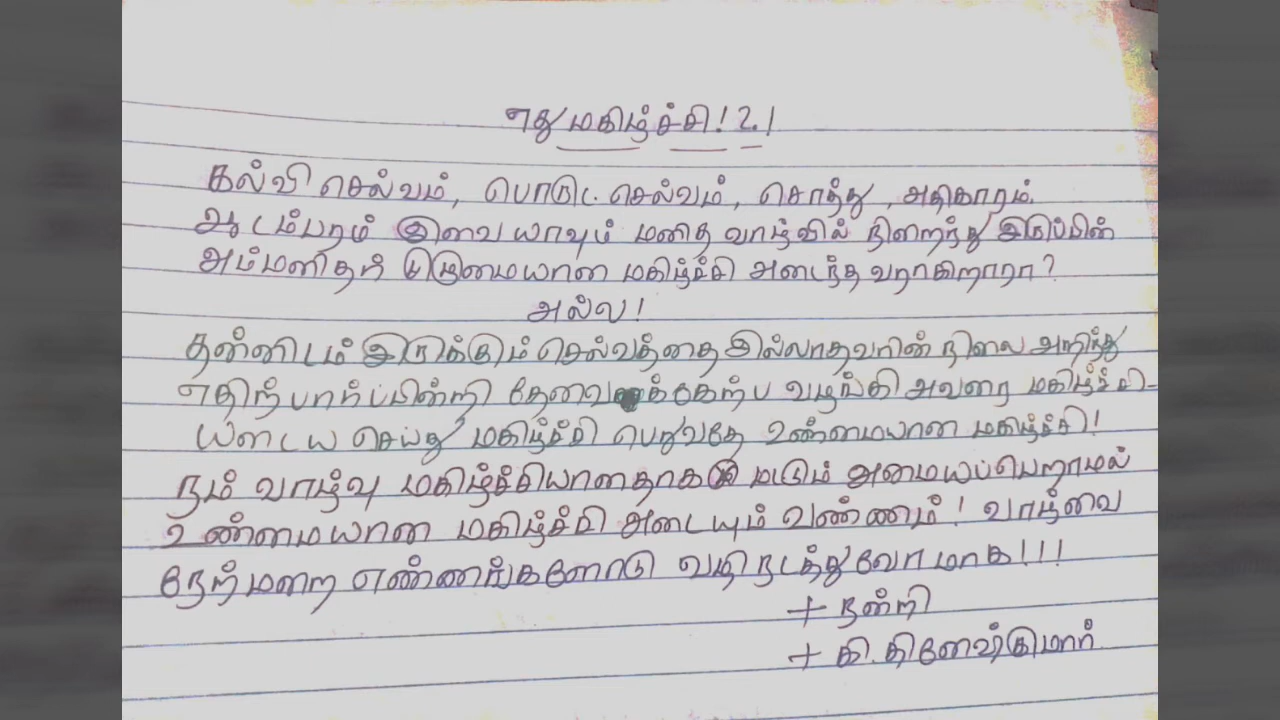 எது மகிழ்ச்சி! ?.!
கல்வி செல்வம், பொருட். செல்வம், சொத்து, அதிகாரம்.
ஆடம்பரம் இவை யாவும் மனித வாழ்வில் நிறைந்து இருப்பின்
அம்மனிதர் முழுமையான மகிழ்ச்சி அடைந்த வராகிறாரா?
அல்ல!
தன்னிடம் இருக்கும் செல்வத்தை இல்லாதவரின் நிலை அறிந்து
எதிர் பார்ப்பின்றி தேவைக்கேற்ப வழங்கி அவரை மகிழ்ச்சி-
யடைய செய்து மகிழ்ச்சி பெறுவதே உண்மையான மகிழ்ச்சி!
நம் வாழ்வு மகிழ்ச்சியானதாக மட்டும் அமையப்பெறாமல்
உண்மையான மகிழ்ச்சி அடையும் வண்ணம்! வாழ்வை
நேர்மறை எண்ணங்களோடு வழி நடத்துவோமாக!!!
+ நன்றி
+ கி.